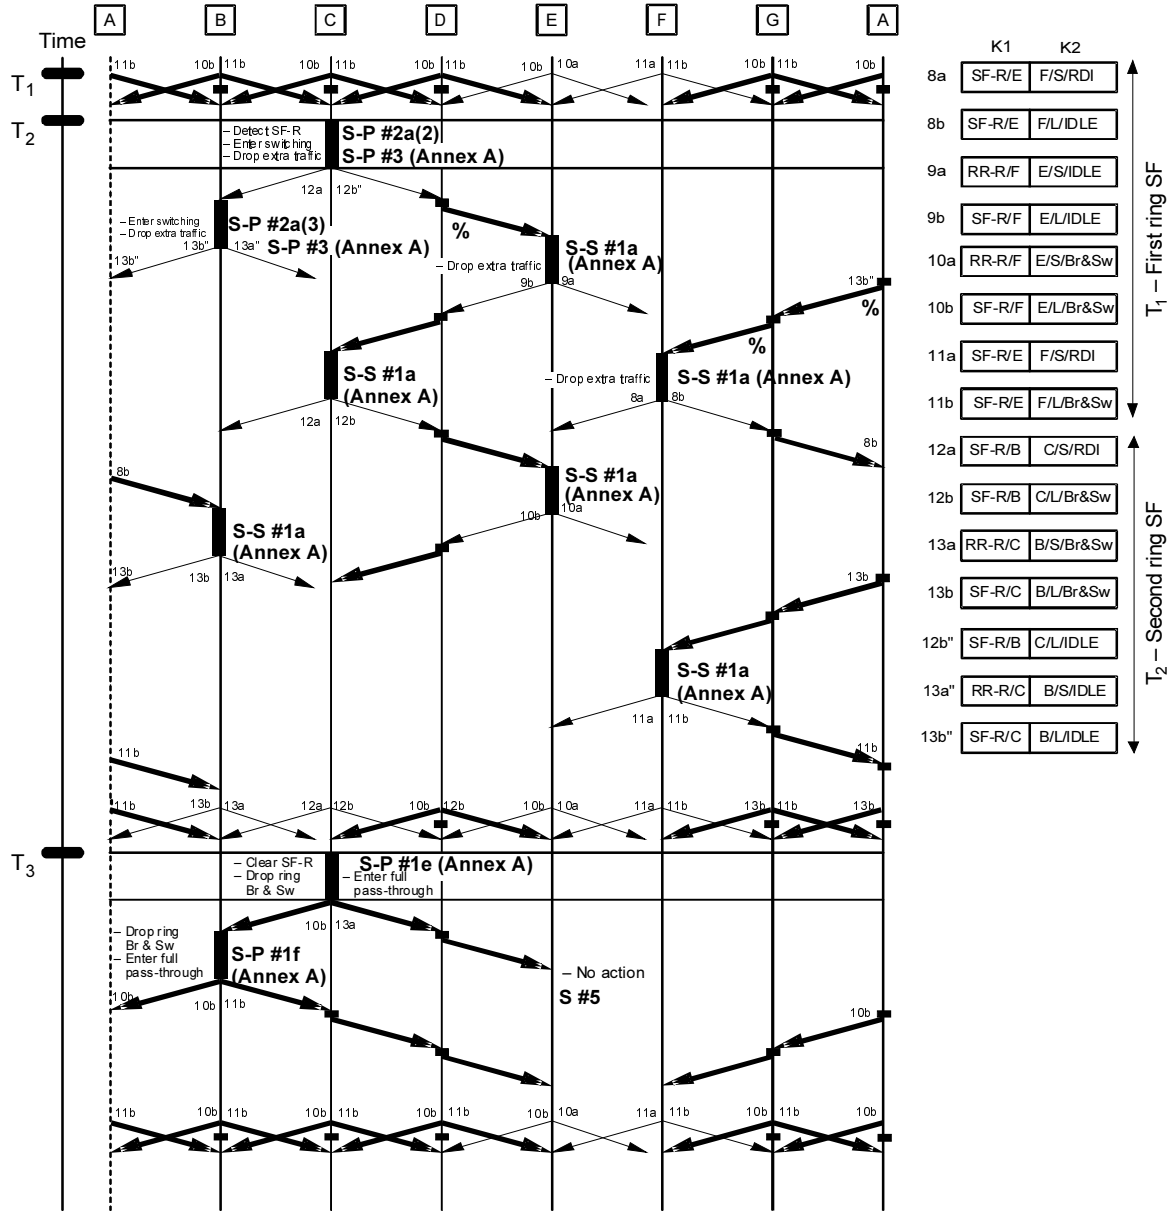 A B C D E F G A
Time
K1 K2
T1
11b 10b 11b 10b 11b 10b 11b 10b 10a 11a 11b 10b 11b 10b
8a SF-R/E F/S/RDI
8b SF-R/E F/L/IDLE
9a RR-R/F E/S/IDLE
9b SF-R/F E/L/IDLE
10a RR-R/F E/S/Br&Sw
10b SF-R/F E/L/Br&Sw
11a SF-R/E F/S/RDI
11b SF-R/E F/L/Br&Sw
12a SF-R/B C/S/RDI
12b SF-R/B C/L/Br&Sw
13a RR-R/C B/S/Br&Sw
13b SF-R/C B/L/Br&Sw
12b" SF-R/B C/L/IDLE
13a" RR-R/C B/S/IDLE
13b" SF-R/C B/L/IDLE
T1 – First ring SF
T2 – Second ring SF
T2
– Detect SF-R
– Enter switching
– Drop extra traffic
S-P #2a(2)
S-P #3 (Annex A)
12a 12b"
– Enter switching
– Drop extra traffic
S-P #2a(3)
S-P #3 (Annex A)
13b" 13a"
13b"
%
– Drop extra traffic
S-S #1a
(Annex A)
9b 9a
13b"
%
%
S-S #1a
(Annex A)
– Drop extra traffic
S-S #1a (Annex A)
12a 12b
8a 8b
8b
8b
S-S #1a
(Annex A)
10b 10a
S-S #1a
(Annex A)
13b 13b 13a
13b
S-S #1a
(Annex A)
11a 11b
11b
11b
11b 13b 13a 12a 12b 10b 12b 10b 10a 11a 11b 13b 11b 13b
T3
– Clear SF-R
– Drop ring
Br & Sw
S-P #1e (Annex A)
– Enter full
pass-through
10b 13a
– Drop ring
Br & Sw
– Enter full
pass-through
S-P #1f
(Annex A)
– No action
S #5
10b 10b 11b
10b
11b 10b 11b 10b 11b 10b 11b 10b 10a 11a 11b 10b 11b 10b